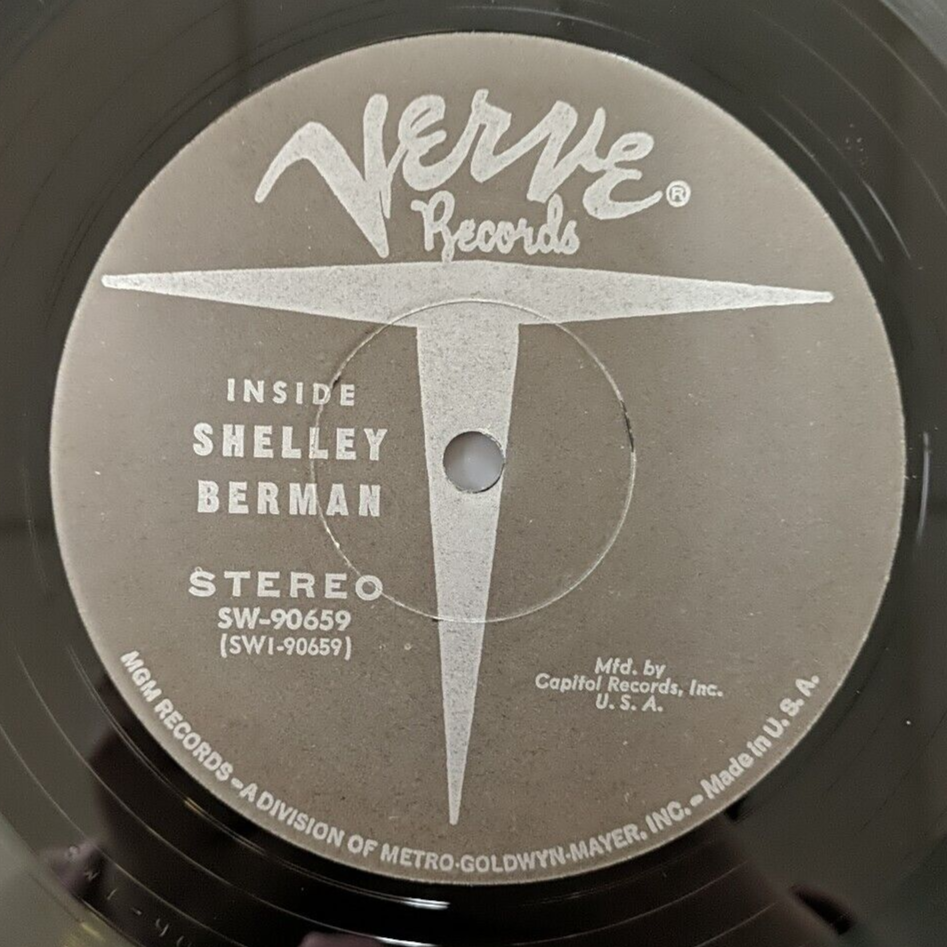 Verve ®
Records
INSIDE
SHELLEY
BERMAN
STEREO
SW-90659
(SW1-90659)
Mfd. by
Capitol Records, Inc.
U. S. A.
MGM RECORDS – A DIVISION OF METRO-GOLDWYN-MAYER, INC. – Made in U. S. A.